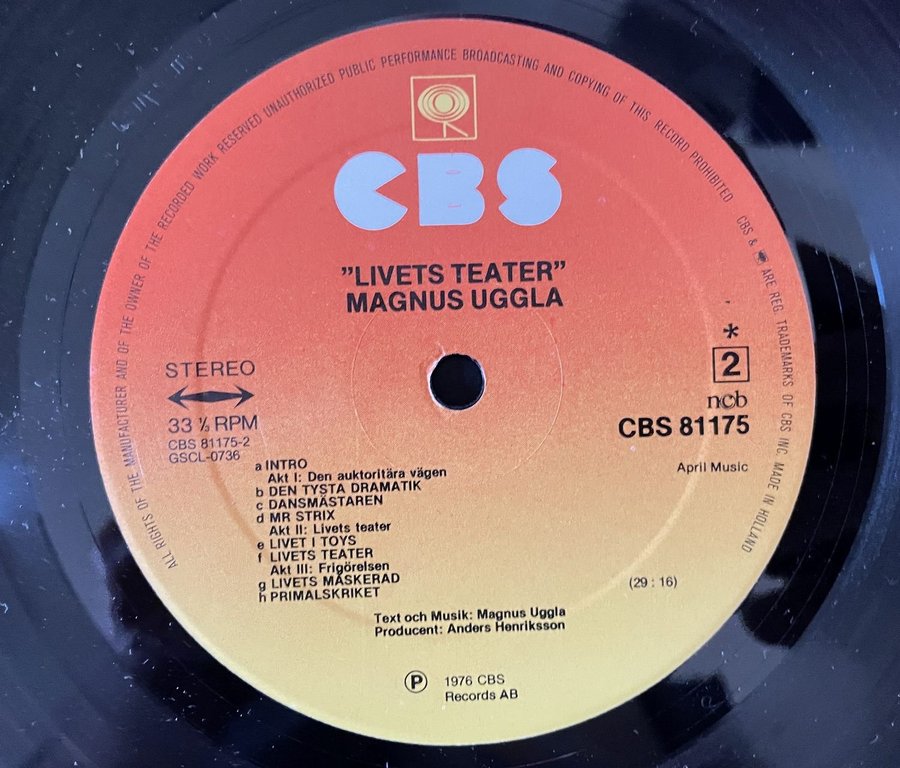 ALL RIGHTS OF THE MANUFACTURER AND OF THE OWNER OF THE RECORDED WORK RESERVED UNAUTHORIZED PUBLIC PERFORMANCE BROADCASTING AND COPYING OF THIS RECORD PROHIBITED
CBS & ARE REG. TRADEMARKS OF CBS INC. MADE IN HOLLAND
CBS
"LIVETS TEATER"
MAGNUS UGGLA
STEREO
33 ⅓ RPM
CBS 81175-2
GSCL-0736
*
2
ncb
CBS 81175
April Music
a INTRO
Akt I: Den auktoritära vägen
b DEN TYSTA DRAMATIK
c DANSMÄSTAREN
d MR STRIX
Akt II: Livets teater
e LIVET I TOYS
f LIVETS TEATER
Akt III: Frigörelsen
g LIVETS MASKERAD
h PRIMALSKRIKET
(29 : 16)
Text och Musik: Magnus Uggla
Producent: Anders Henriksson
Ⓟ 1976 CBS
Records AB